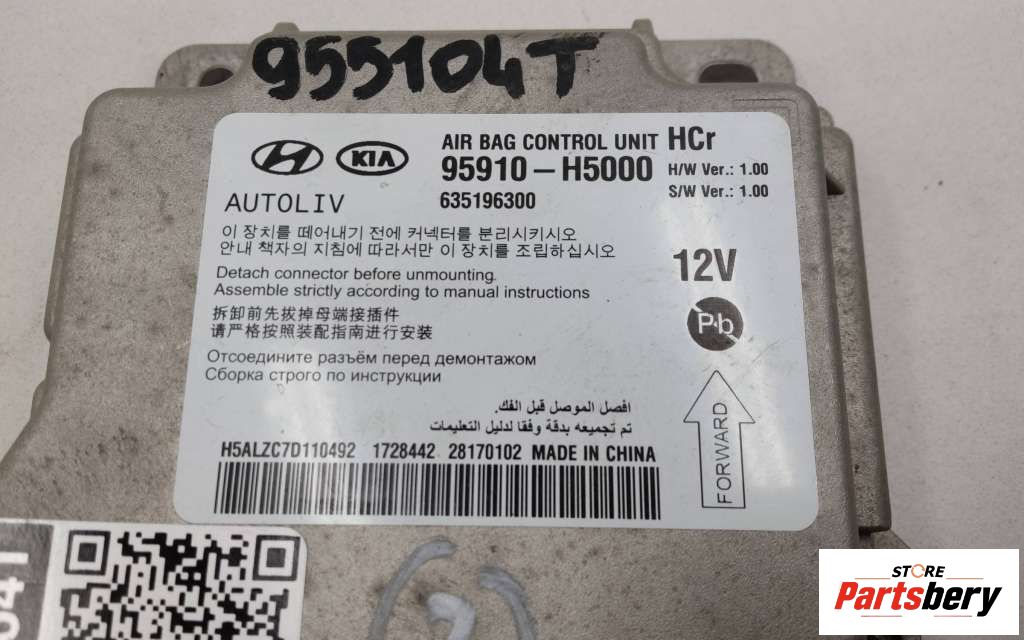 955104T
HYUNDAI KIA AIR BAG CONTROL UNIT HCr
95910-H5000 H/W Ver.: 1.00
AUTOLIV 635196300 S/W Ver.: 1.00
이 장치를 떼어내기 전에 커넥터를 분리시키시오
안내 책자의 지침에 따라서만 이 장치를 조립하십시오
12V
Detach connector before unmounting.
Assemble strictly according to manual instructions
拆卸前先拔掉母端接插件
请严格按照装配指南进行安装
Pb
Отсоедините разъём перед демонтажом
Сборка строго по инструкции
افصل الموصل قبل الفك.
تم تجميعه بدقة وفقا لدليل التعليمات
FORWARD
H5ALZC7D110492 1728442 28170102 MADE IN CHINA
04T
STORE
Partsbery